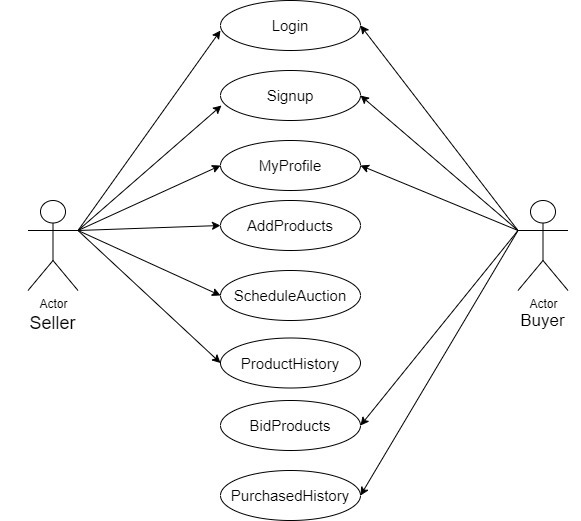 Login
Signup
MyProfile
AddProducts
ScheduleAuction
ProductHistory
BidProducts
PurchasedHistory
Actor
Seller
Actor
Buyer